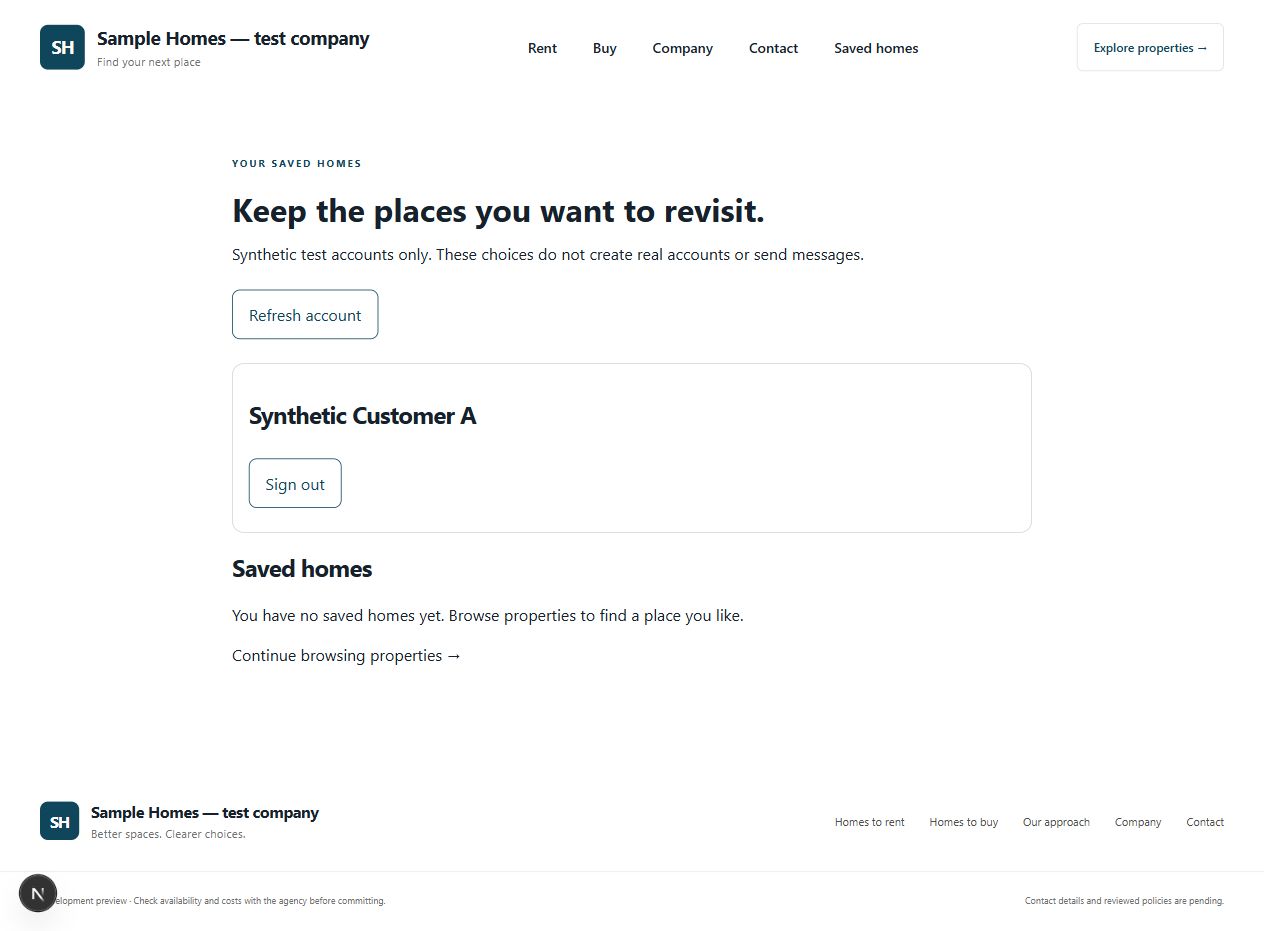 SH
Sample Homes — test company
Find your next place
Rent
Buy
Company
Contact
Saved homes
Explore properties →
YOUR SAVED HOMES
Keep the places you want to revisit.
Synthetic test accounts only. These choices do not create real accounts or send messages.
Refresh account
Synthetic Customer A
Sign out
Saved homes
You have no saved homes yet. Browse properties to find a place you like.
Continue browsing properties →
SH
Sample Homes — test company
Better spaces. Clearer choices.
Homes to rent
Homes to buy
Our approach
Company
Contact
N
preview · Check availability and costs with the agency before committing.
Contact details and reviewed policies are pending.